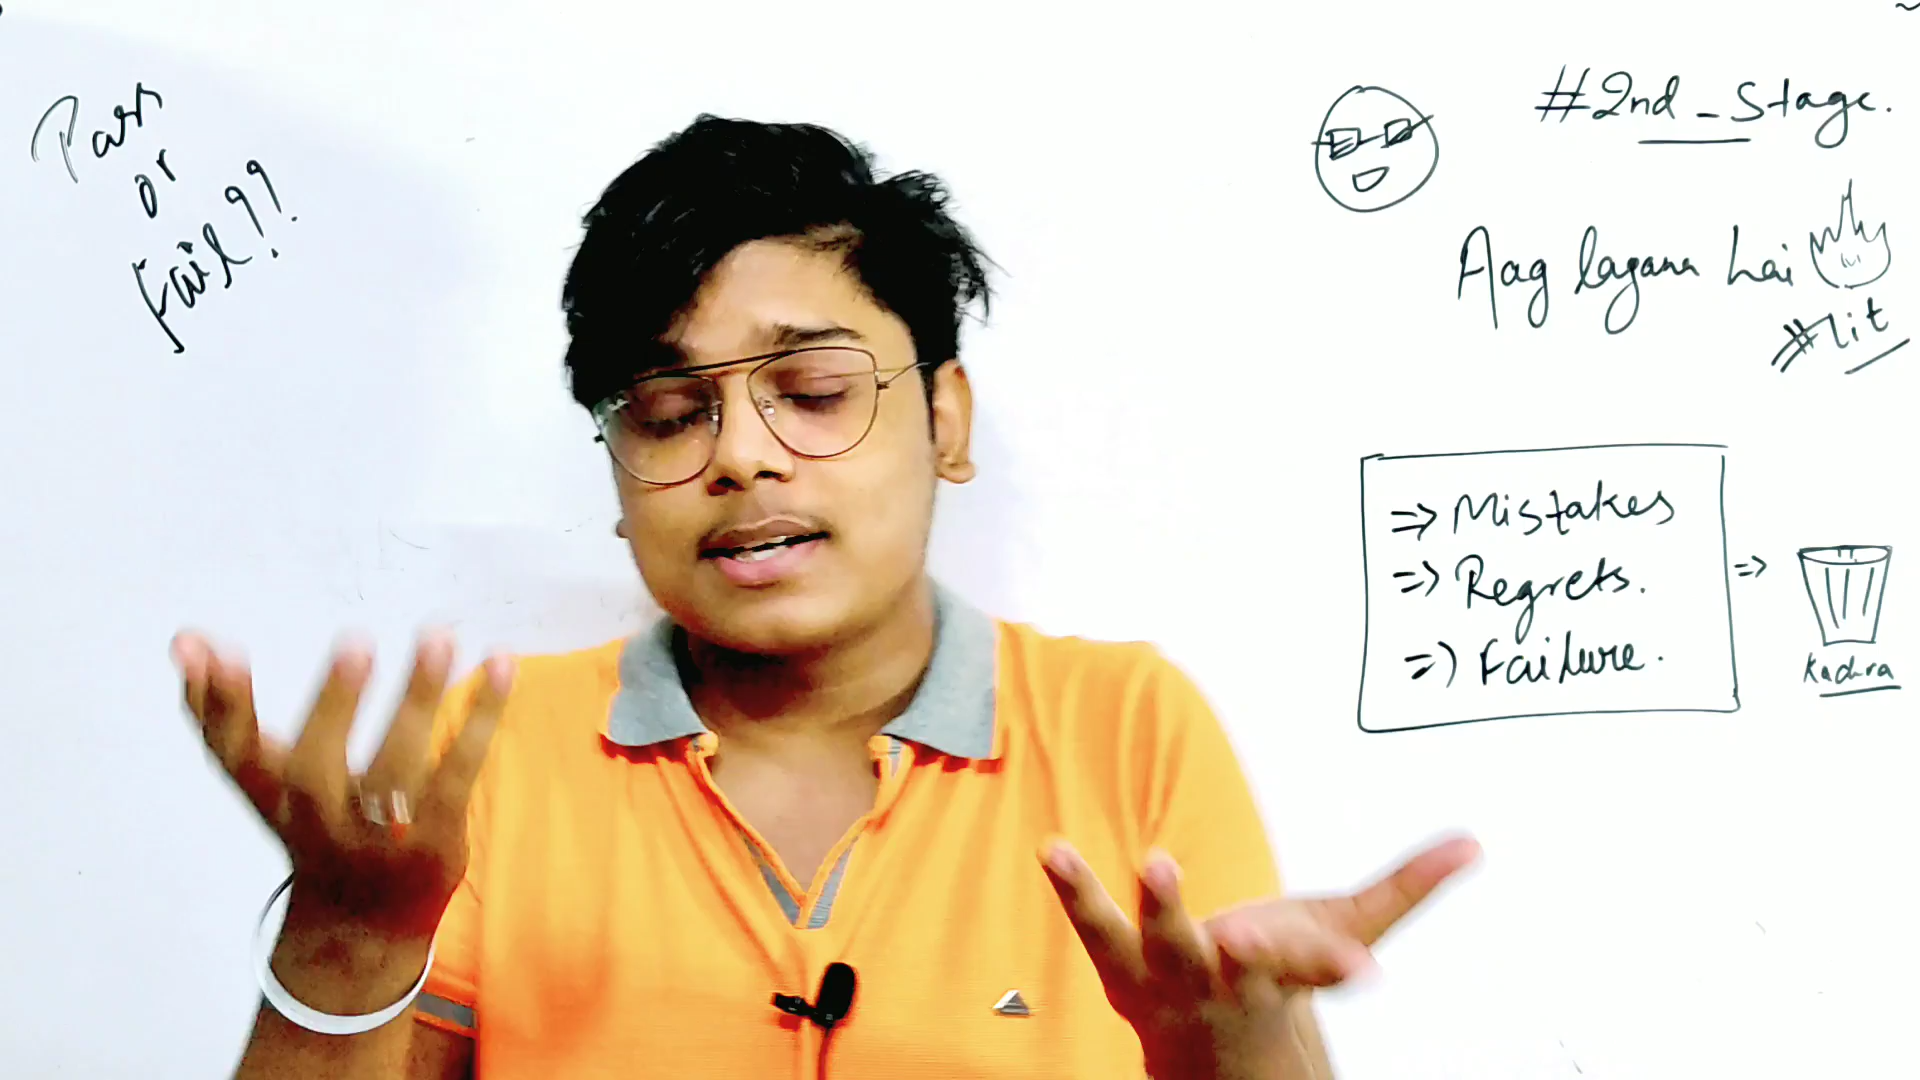 Pass
or
Fail??
#2nd_Stage.
Aag lagana hai
#Lit
=> Mistakes
=> Regrets.
=> Failure.
=>
Kachra